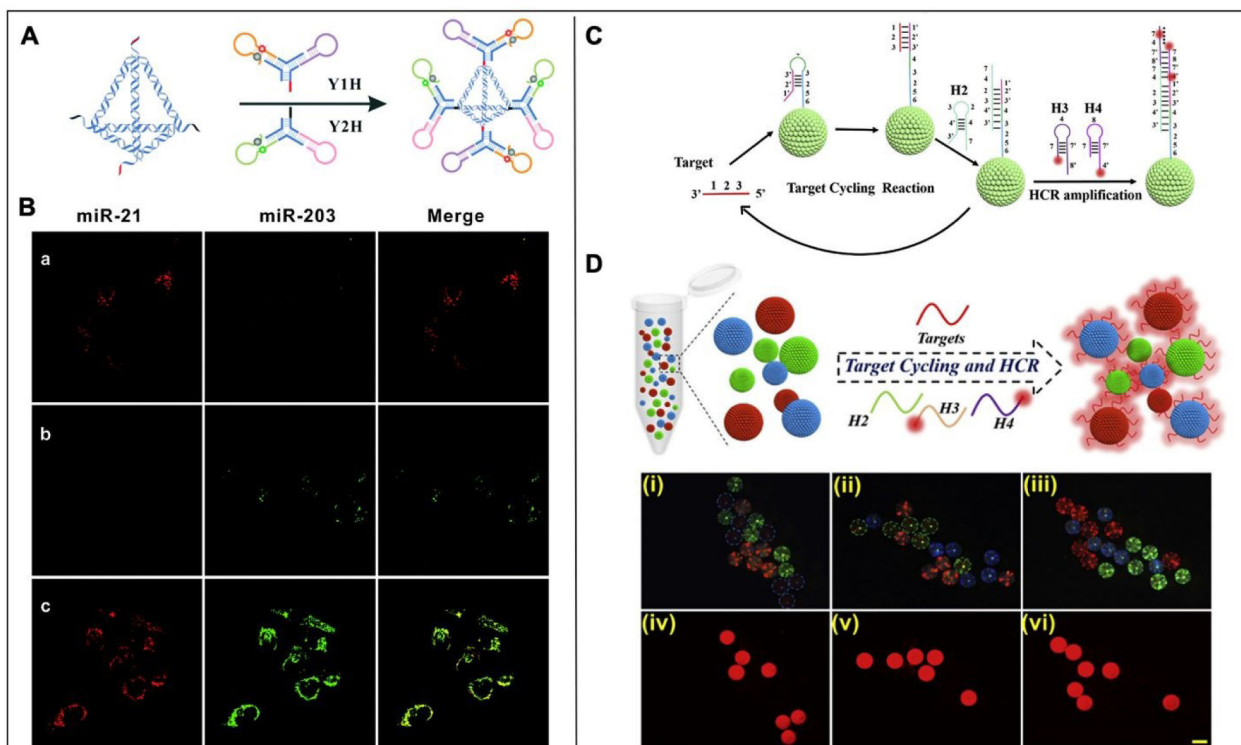 A
Y1H
Y2H
B
miR-21
miR-203
Merge
a
b
c
C
Target
3'
1 2 3
5'
Target Cycling Reaction
H2
H3
H4
HCR amplification
D
Targets
Target Cycling and HCR
H2
H3
H4
(i)
(ii)
(iii)
(iv)
(v)
(vi)